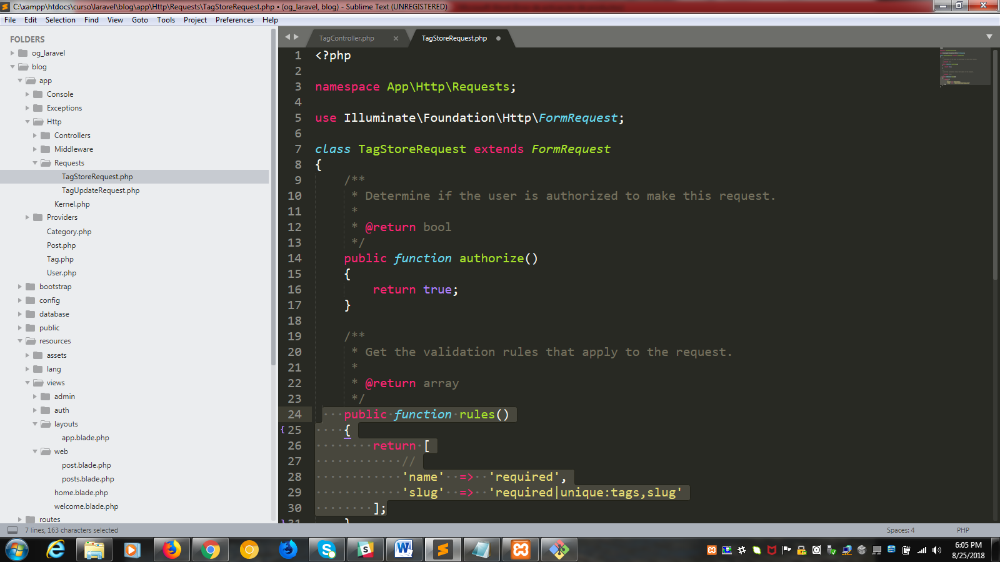 C:\xampp\htdocs\curso\laravel\blog\app\Http\Requests\TagStoreRequest.php • (og_laravel, blog) - Sublime Text (UNREGISTERED)
File Edit Selection Find View Goto Tools Project Preferences Help
FOLDERS
og_laravel
blog
app
Console
Exceptions
Http
Controllers
Middleware
Requests
TagStoreRequest.php
TagUpdateRequest.php
Kernel.php
Providers
Category.php
Post.php
Tag.php
User.php
bootstrap
config
database
public
resources
assets
lang
views
admin
auth
layouts
app.blade.php
web
post.blade.php
posts.blade.php
home.blade.php
welcome.blade.php
routes
TagController.php × TagStoreRequest.php •
1 <?php
2
3 namespace App\Http\Requests;
4
5 use Illuminate\Foundation\Http\FormRequest;
6
7 class TagStoreRequest extends FormRequest
8 {
9 /**
10 * Determine if the user is authorized to make this request.
11 *
12 * @return bool
13 */
14 public function authorize()
15 {
16 return true;
17 }
18
19 /**
20 * Get the validation rules that apply to the request.
21 *
22 * @return array
23 */
24 public function rules()
25 {
26 return [
27 //
28 'name' => 'required',
29 'slug' => 'required|unique:tags,slug'
30 ];
31 }
7 lines, 163 characters selected
Spaces: 4
PHP
6:05 PM
8/25/2018